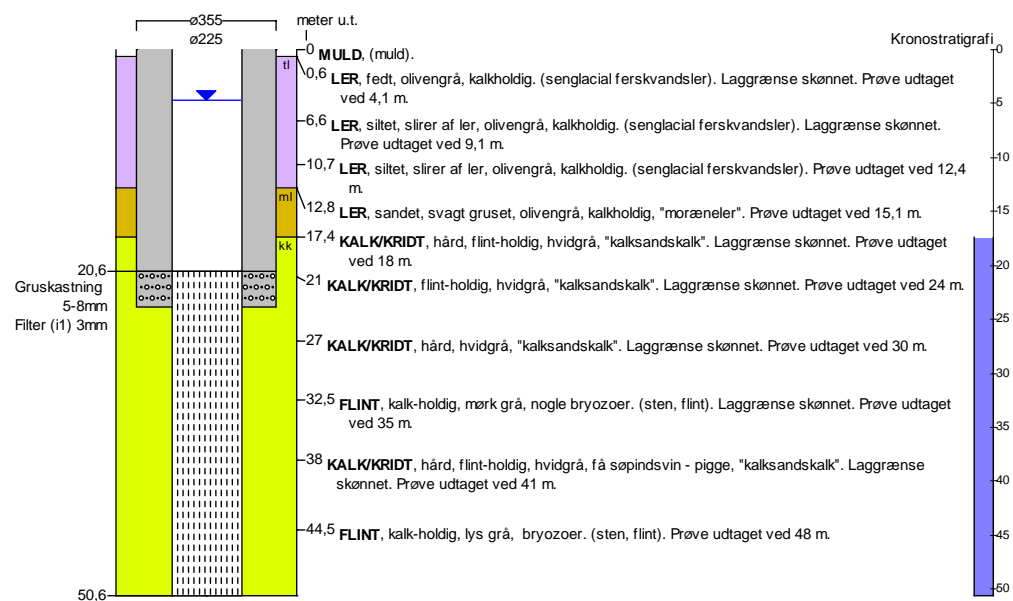 ø355
ø225
meter u.t.
Kronostratigrafi
0 MULD, (muld).
0,6 LER, fedt, olivengrå, kalkholdig. (senglacial ferskvandsler). Laggrænse skønnet. Prøve udtaget
ved 4,1 m.
6,6 LER, siltet, slirer af ler, olivengrå, kalkholdig. (senglacial ferskvandsler). Laggrænse skønnet.
Prøve udtaget ved 9,1 m.
10,7 LER, siltet, slirer af ler, olivengrå, kalkholdig. (senglacial ferskvandsler). Prøve udtaget ved 12,4
m.
12,8 LER, sandet, svagt gruset, olivengrå, kalkholdig, "moræneler". Prøve udtaget ved 15,1 m.
17,4 KALK/KRIDT, hård, flint-holdig, hvidgrå, "kalksandskalk". Laggrænse skønnet. Prøve udtaget
ved 18 m.
21 KALK/KRIDT, flint-holdig, hvidgrå, "kalksandskalk". Laggrænse skønnet. Prøve udtaget ved 24 m.
27 KALK/KRIDT, hård, hvidgrå, "kalksandskalk". Laggrænse skønnet. Prøve udtaget ved 30 m.
32,5 FLINT, kalk-holdig, mørk grå, nogle bryozoer. (sten, flint). Laggrænse skønnet. Prøve udtaget
ved 35 m.
38 KALK/KRIDT, hård, flint-holdig, hvidgrå, få søpindsvin - pigge, "kalksandskalk". Laggrænse
skønnet. Prøve udtaget ved 41 m.
44,5 FLINT, kalk-holdig, lys grå, bryozoer. (sten, flint). Prøve udtaget ved 48 m.
tl
ml
kk
20,6
Gruskastning
5-8mm
Filter (i1) 3mm
50,6
0
5
10
15
20
25
30
35
40
45
50